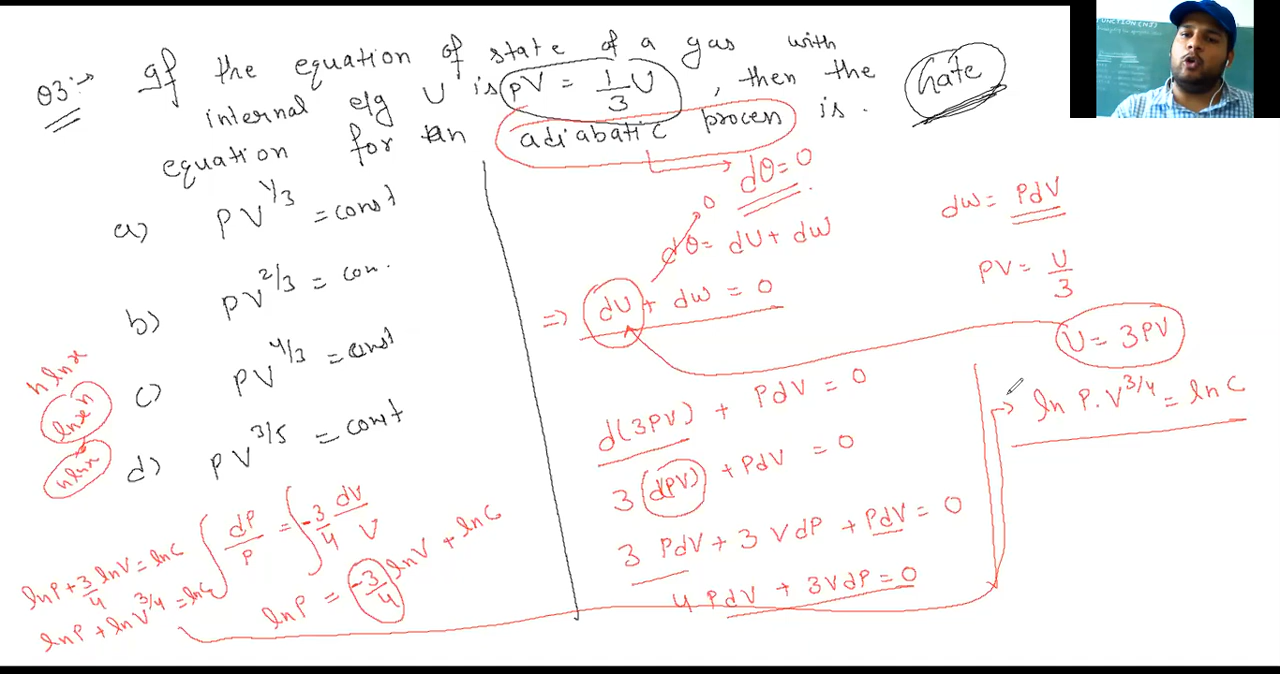 Q3:→ If the equation of state of a gas with
internal e/g U is PV = 1/3 U, then the
equation for an adiabatic process is.
Gate
a) PV^1/3 = const
b) PV^2/3 = con.
c) PV^4/3 = const
d) PV^3/5 = const
n ln x
ln x^n
n ln x
dQ = 0
0
dQ = dU + dW
⇒ dU + dW = 0
d(3PV) + PdV = 0
3 (dPV) + PdV = 0
3 PdV + 3 VdP + PdV = 0
4 PdV + 3VdP = 0
dW = PdV
PV = U/3
U = 3PV
∫ dP/P = ∫ -3/4 dV/V
ln P = -3/4 ln V + ln C
ln P + 3/4 ln V = ln C
ln P + ln V^3/4 = ln C
→ ln P. V^3/4 = ln C